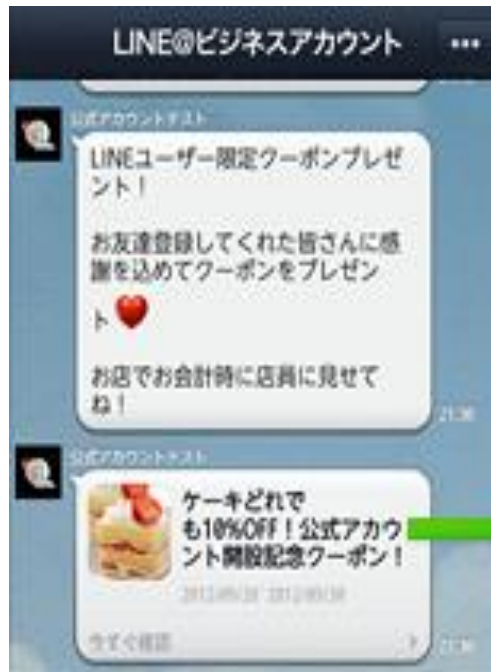 LINE@ビジネスアカウント
公式アカウントテスト
LINEユーザー限定クーポンプレゼ
ント！
お友達登録してくれた皆さんに感
謝を込めてクーポンをプレゼン
ト❤
お店でお会計時に店員に見せて
ね！
21:30
公式アカウントテスト
ケーキどれで
も10%OFF！公式アカウ
ント開設記念クーポン！
今すぐ確認
21:30